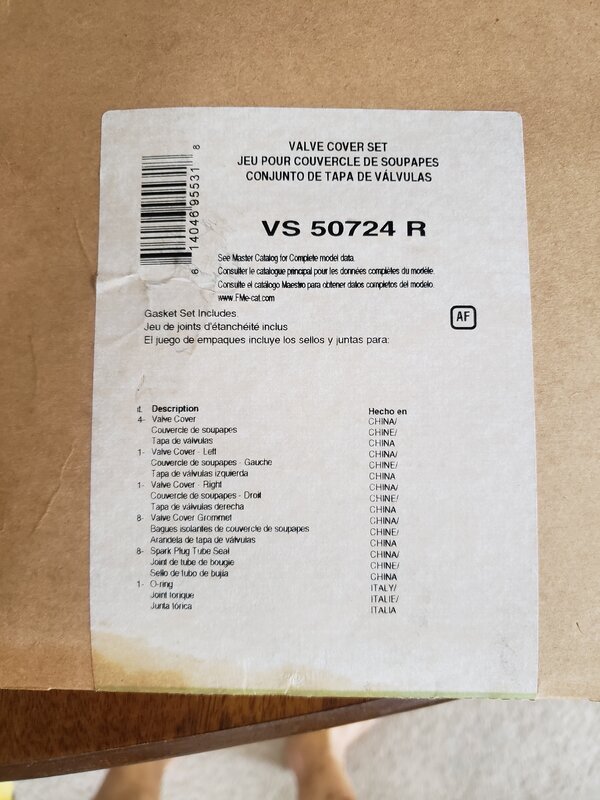 VALVE COVER SET
JEU POUR COUVERCLE DE SOUPAPES
CONJUNTO DE TAPA DE VÁLVULAS
6 14046 95531 8
VS 50724 R
See Master Catalog for Complete model data.
Consulter le catalogue principal pour les données complètes du modèle.
Consulte el catálogo Maestro para obtener datos completos del modelo.
www.FMe-cat.com
AF
Gasket Set Includes:
Jeu de joints d'étanchéité inclus
El juego de empaques incluye los sellos y juntas para:
t. Description Hecho en
4- Valve Cover CHINA/
Couvercle de soupapes CHINE/
Tapa de válvulas CHINA
1- Valve Cover - Left CHINA/
Couvercle de soupapes - Gauche CHINE/
Tapa de válvulas izquierda CHINA
1- Valve Cover - Right CHINA/
Couvercle de soupapes - Droit CHINE/
Tapa de válvulas derecha CHINA
8- Valve Cover Grommet CHINA/
Bagues isolantes de couvercle de soupapes CHINE/
Arandela de tapa de válvulas CHINA
8- Spark Plug Tube Seal CHINA/
Joint de tube de bougie CHINE/
Sello de tubo de bujía CHINA
1- O-ring ITALY/
Joint torique ITALIE/
Junta tórica ITALIA